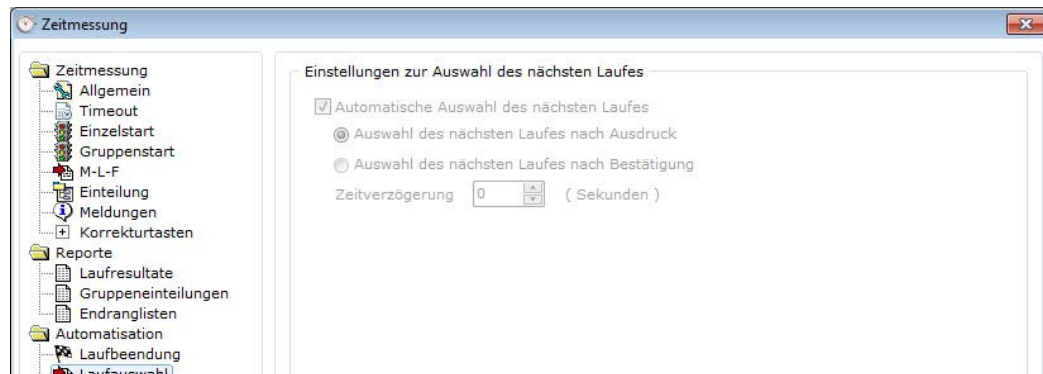 Zeitmessung
Zeitmessung
Allgemein
Timeout
Einzelstart
Gruppenstart
M-L-F
Einteilung
Meldungen
Korrekturtasten
Reporte
Laufresultate
Gruppeneinteilungen
Endranglisten
Automatisation
Laufbeendung
Laufauswahl
Einstellungen zur Auswahl des nächsten Laufes
Automatische Auswahl des nächsten Laufes
Auswahl des nächsten Laufes nach Ausdruck
Auswahl des nächsten Laufes nach Bestätigung
Zeitverzögerung 0 ( Sekunden )